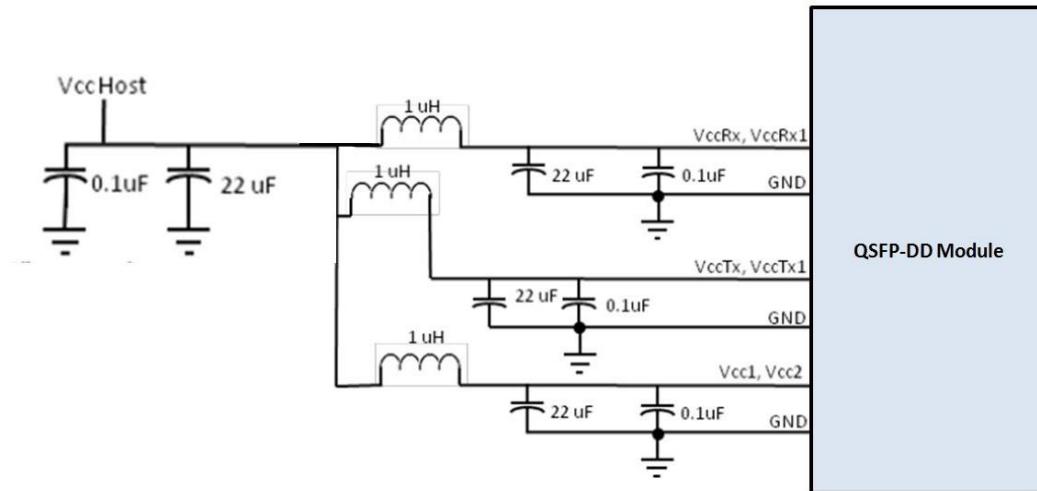 VccHost
0.1uF
22 uF
1 uH
VccRx, VccRx1
22 uF
0.1uF
GND
1 uH
VccTx, VccTx1
22 uF
0.1uF
GND
1 uH
Vcc1, Vcc2
22 uF
0.1uF
GND
QSFP-DD Module